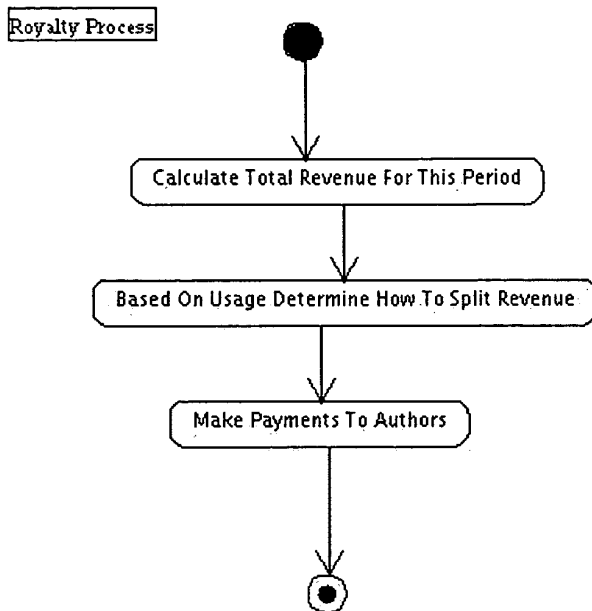 Royalty Process
Calculate Total Revenue For This Period
Based On Usage Determine How To Split Revenue
Make Payments To Authors